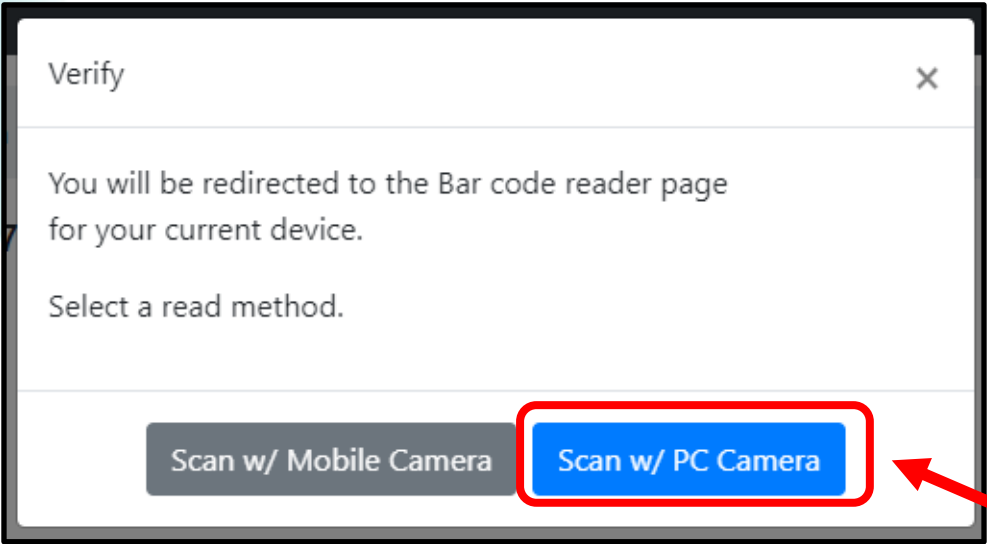 Verify
×
You will be redirected to the Bar code reader page
for your current device.
Select a read method.
Scan w/ Mobile Camera
Scan w/ PC Camera
7